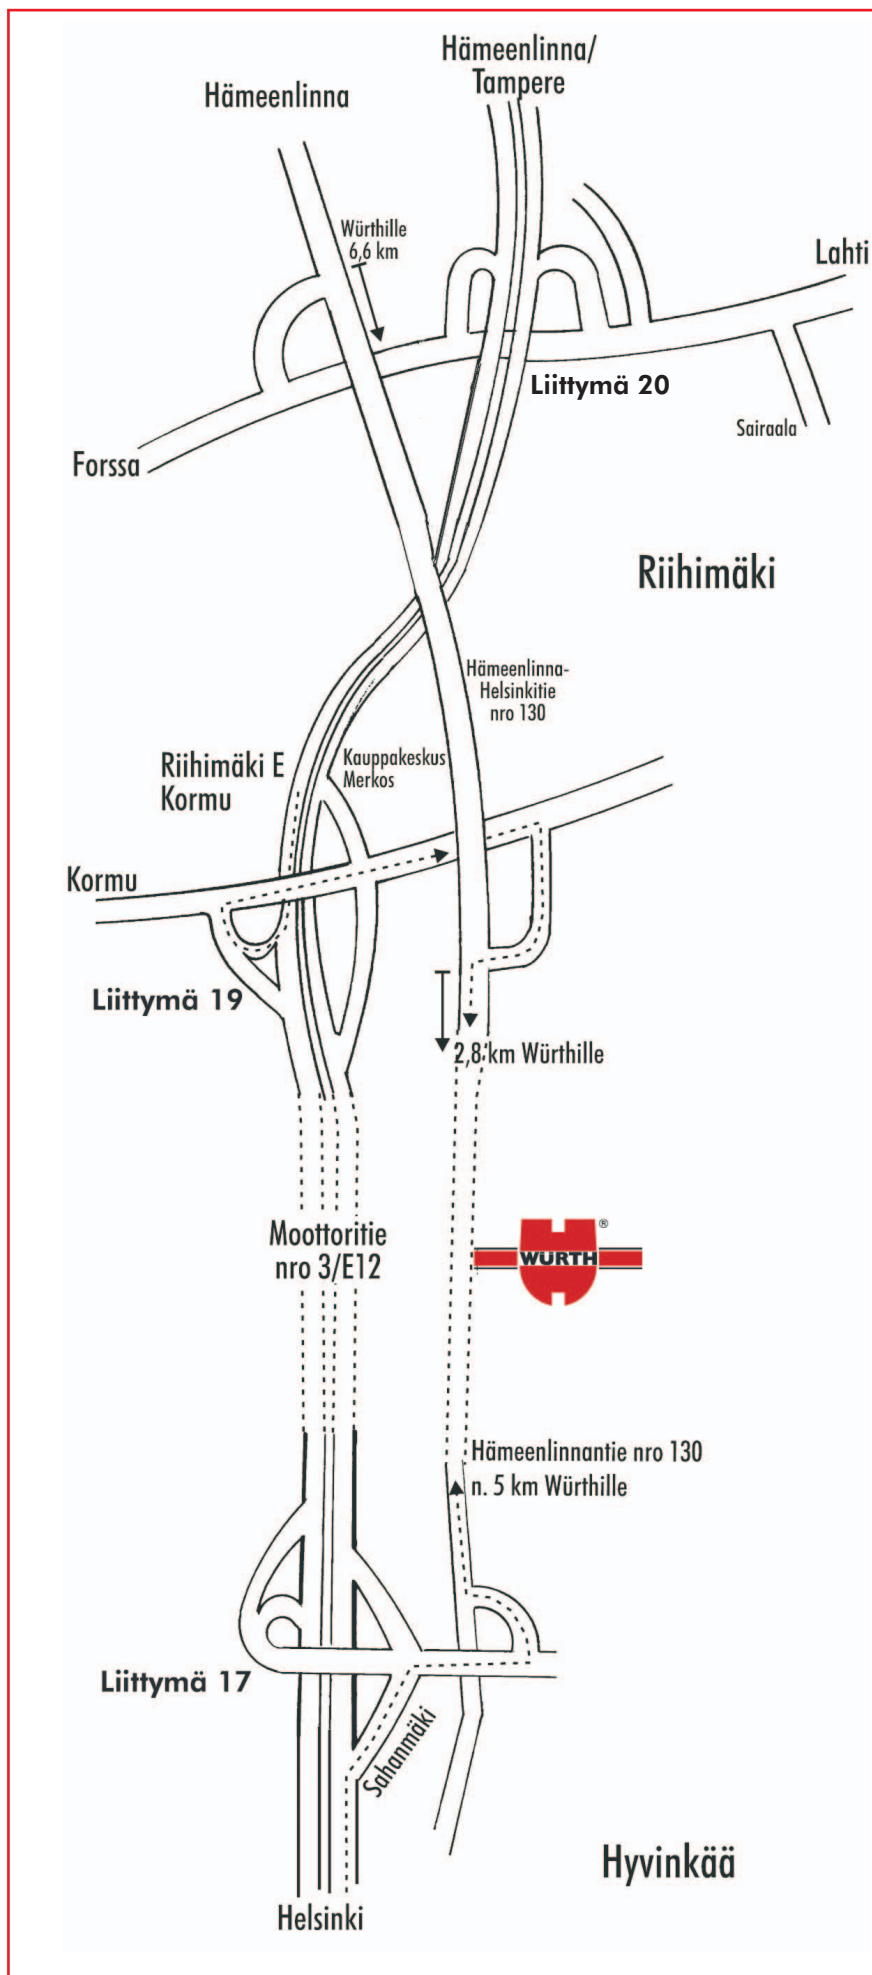 Hämeenlinna/
Tampere
Hämeenlinna
Würthille
6,6 km
Lahti
Liittymä 20
Sairaala
Forssa
Riihimäki
Hämeenlinna-
Helsinkitie
nro 130
Kauppakeskus
Merkos
Riihimäki E
Kormu
Kormu
Liittymä 19
2,8 km Würthille
Moottoritie
nro 3/E12
WÜRTH
®
Hämeenlinnantie nro 130
n. 5 km Würthille
Liittymä 17
Sahanmäki
Hyvinkää
Helsinki